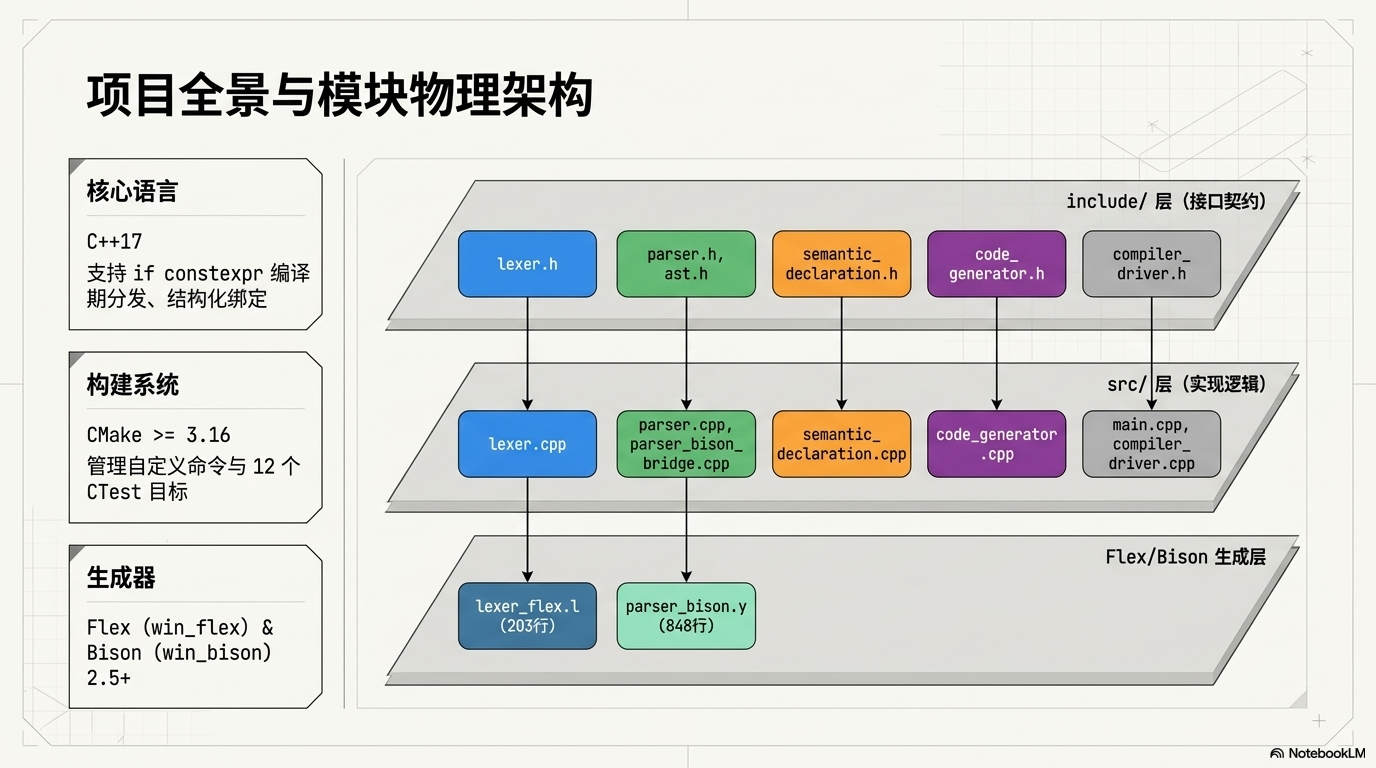 项目全景与模块物理架构
核心语言
C++17
支持 if constexpr 编译
期分发、结构化绑定
构建系统
CMake >= 3.16
管理自定义命令与 12 个
CTest 目标
生成器
Flex (win_flex) &
Bison (win_bison)
2.5+
include/ 层（接口契约）
lexer.h
parser.h,
ast.h
semantic_
declaration.h
code_
generator.h
compiler_
driver.h
src/ 层（实现逻辑）
lexer.cpp
parser.cpp,
parser_bison_
bridge.cpp
semantic_
declaration.cpp
code_generator
.cpp
main.cpp,
compiler_
driver.cpp
Flex/Bison 生成层
lexer_flex.l
（203行）
parser_bison.y
（848行）
NotebookLM